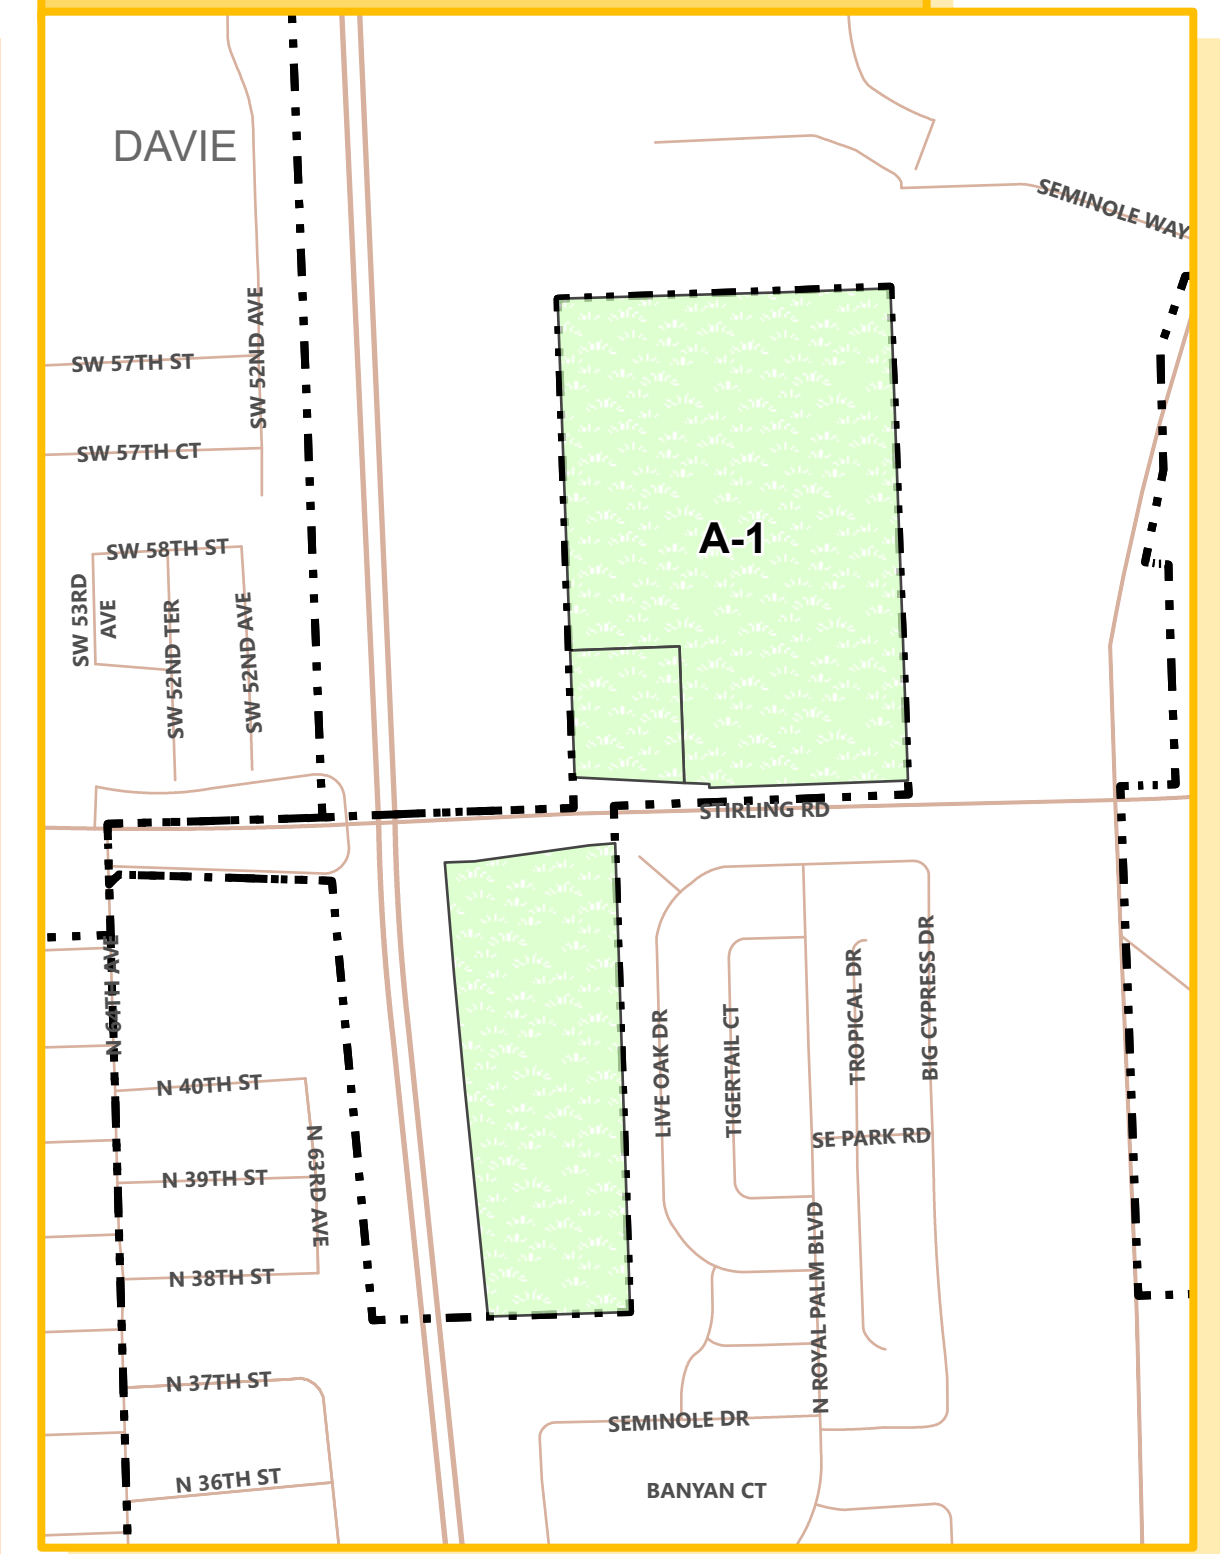 DAVIE
SEMINOLE WAY
SW 52ND AVE
SW 57TH ST
SW 57TH CT
A-1
SW 58TH ST
SW 53RD
AVE
SW 52ND TER
SW 52ND AVE
STIRLING RD
N 64TH AVE
LIVE OAK DR
TIGERTAIL CT
TROPICAL DR
BIG CYPRESS DR
N 40TH ST
N 63RD AVE
SE PARK RD
N 39TH ST
N 38TH ST
N ROYAL PALM BLVD
N 37TH ST
SEMINOLE DR
N 36TH ST
BANYAN CT